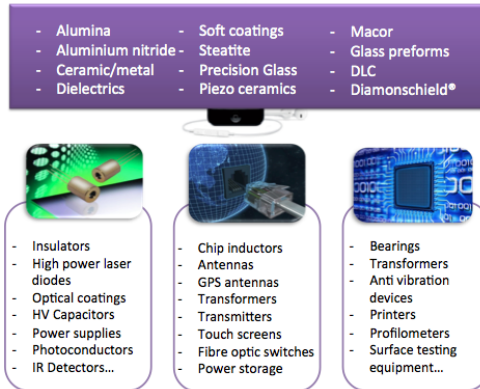 - Alumina
- Aluminium nitride
- Ceramic/metal
- Dielectrics
- Soft coatings
- Steatite
- Precision Glass
- Piezo ceramics
- Macor
- Glass preforms
- DLC
- Diamonshield®
- Insulators
- High power laser
diodes
- Optical coatings
- HV Capacitors
- Power supplies
- Photoconductors
- IR Detectors...
- Chip inductors
- Antennas
- GPS antennas
- Transformers
- Transmitters
- Touch screens
- Fibre optic switches
- Power storage
- Bearings
- Transformers
- Anti vibration
devices
- Printers
- Profilometers
- Surface testing
equipment...